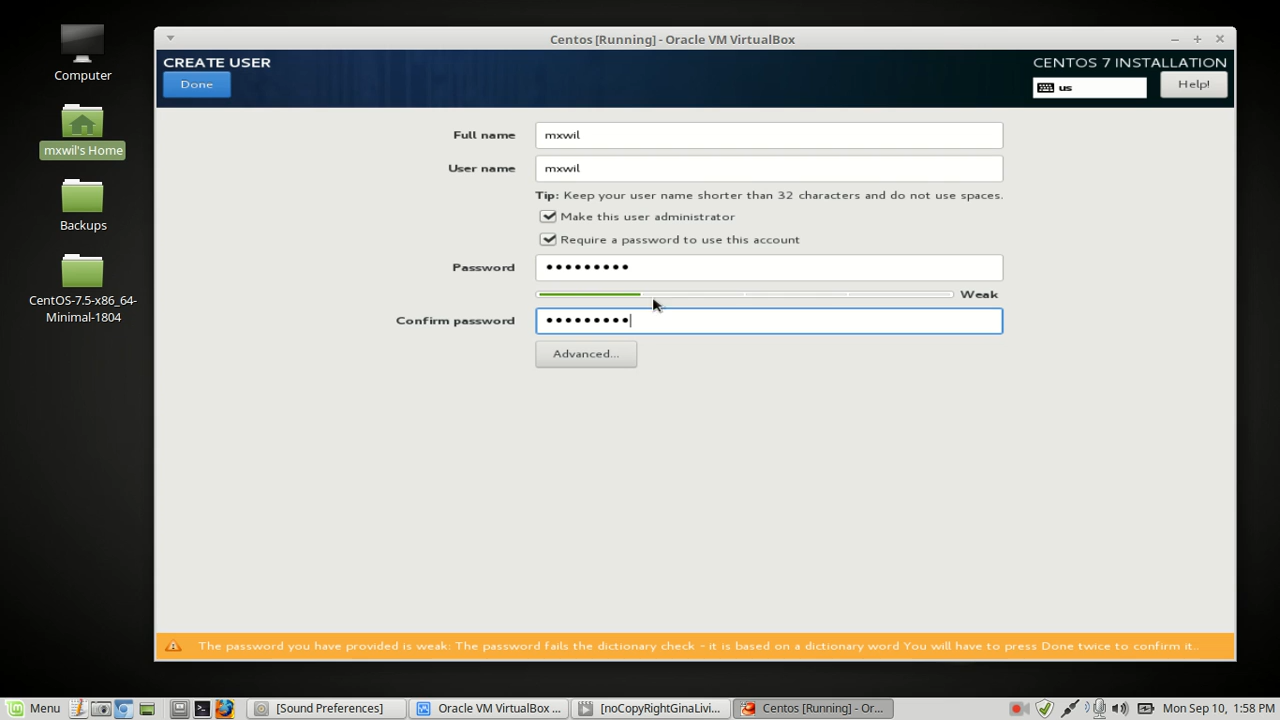 Centos [Running] - Oracle VM VirtualBox
CREATE USER
CENTOS 7 INSTALLATION
Done
us
Help!
Computer
mxwil's Home
Backups
CentOS-7.5-x86_64-
Minimal-1804
Full name
mxwil
User name
mxwil
Tip: Keep your user name shorter than 32 characters and do not use spaces.
Make this user administrator
Require a password to use this account
Password
•••••••••
Weak
Confirm password
•••••••••
Advanced...
The password you have provided is weak: The password fails the dictionary check - it is based on a dictionary word You will have to press Done twice to confirm it..
Menu
[Sound Preferences]
Oracle VM VirtualBox ...
[noCopyRightGinaLivi...
Centos [Running] - Or...
Mon Sep 10, 1:58 PM